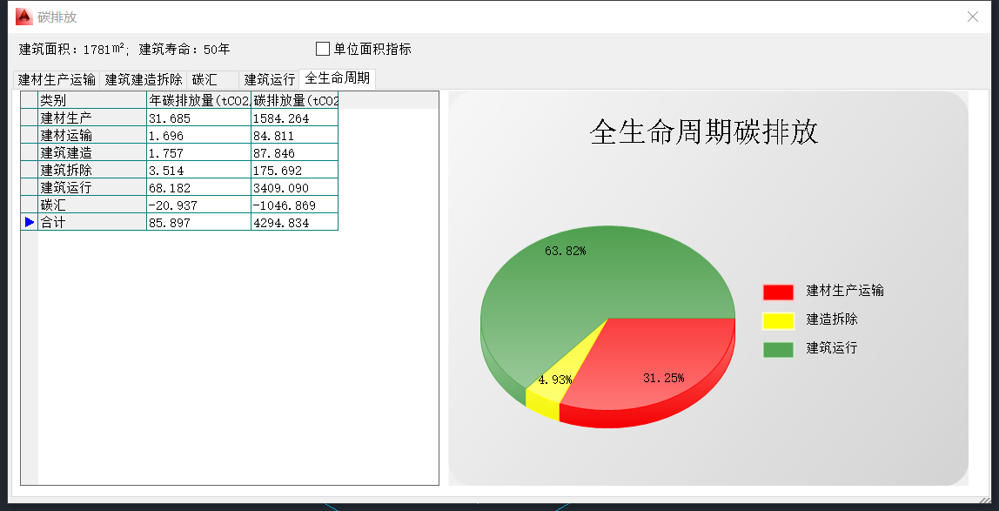 碳排放
建筑面积：1781㎡；建筑寿命：50年 单位面积指标
建材生产运输 建筑建造拆除 碳汇 建筑运行 全生命周期
类别 年碳排放量(tCO2, 碳排放量(tCO2
建材生产 31.685 1584.264
建材运输 1.696 84.811
建筑建造 1.757 87.846
建筑拆除 3.514 175.692
建筑运行 68.182 3409.090
碳汇 -20.937 -1046.869
合计 85.897 4294.834
全生命周期碳排放
63.82%
4.93%
31.25%
建材生产运输
建造拆除
建筑运行